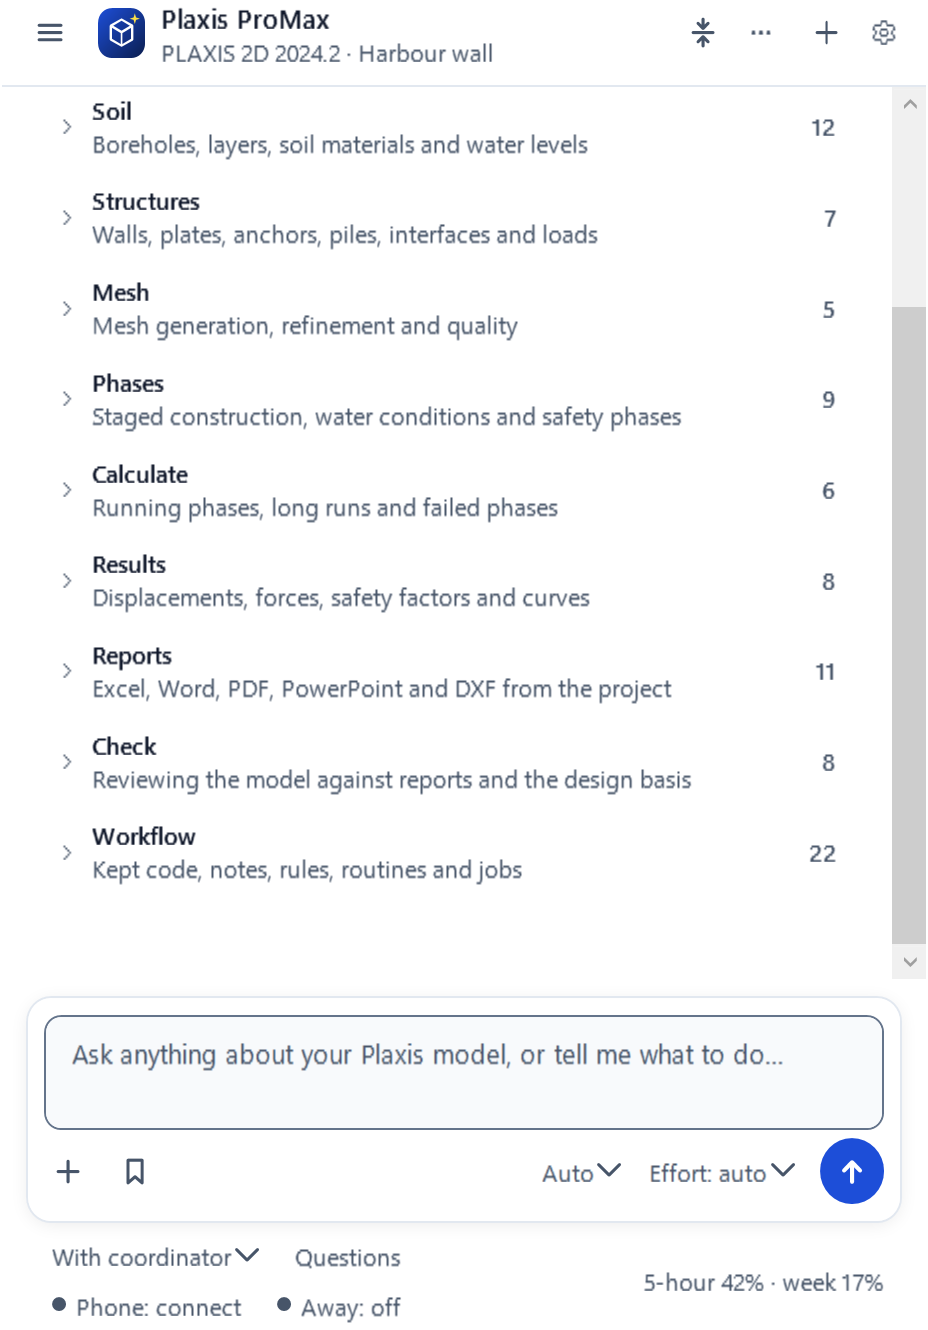 Plaxis ProMax
PLAXIS 2D 2024.2 · Harbour wall
Soil
Boreholes, layers, soil materials and water levels
12
Structures
Walls, plates, anchors, piles, interfaces and loads
7
Mesh
Mesh generation, refinement and quality
5
Phases
Staged construction, water conditions and safety phases
9
Calculate
Running phases, long runs and failed phases
6
Results
Displacements, forces, safety factors and curves
8
Reports
Excel, Word, PDF, PowerPoint and DXF from the project
11
Check
Reviewing the model against reports and the design basis
8
Workflow
Kept code, notes, rules, routines and jobs
22
Ask anything about your Plaxis model, or tell me what to do...
Auto
Effort: auto
With coordinator
Questions
5-hour 42% · week 17%
Phone: connect
Away: off